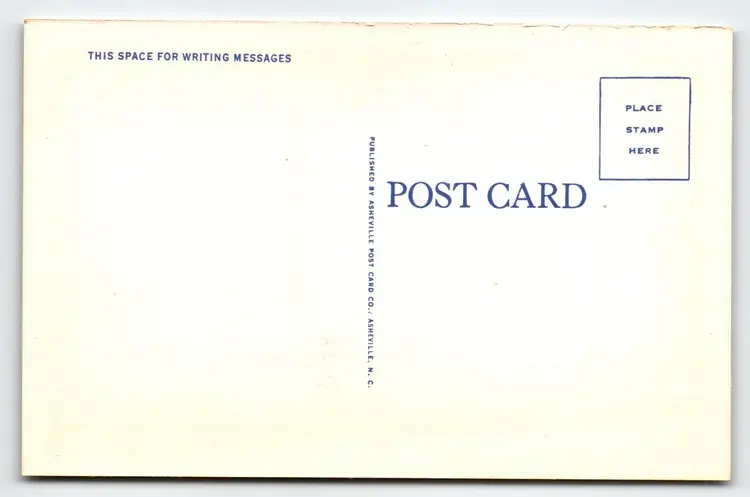 THIS SPACE FOR WRITING MESSAGES
PUBLISHED BY ASHEVILLE POST CARD CO., ASHEVILLE, N. C.
POST CARD
PLACE
STAMP
HERE